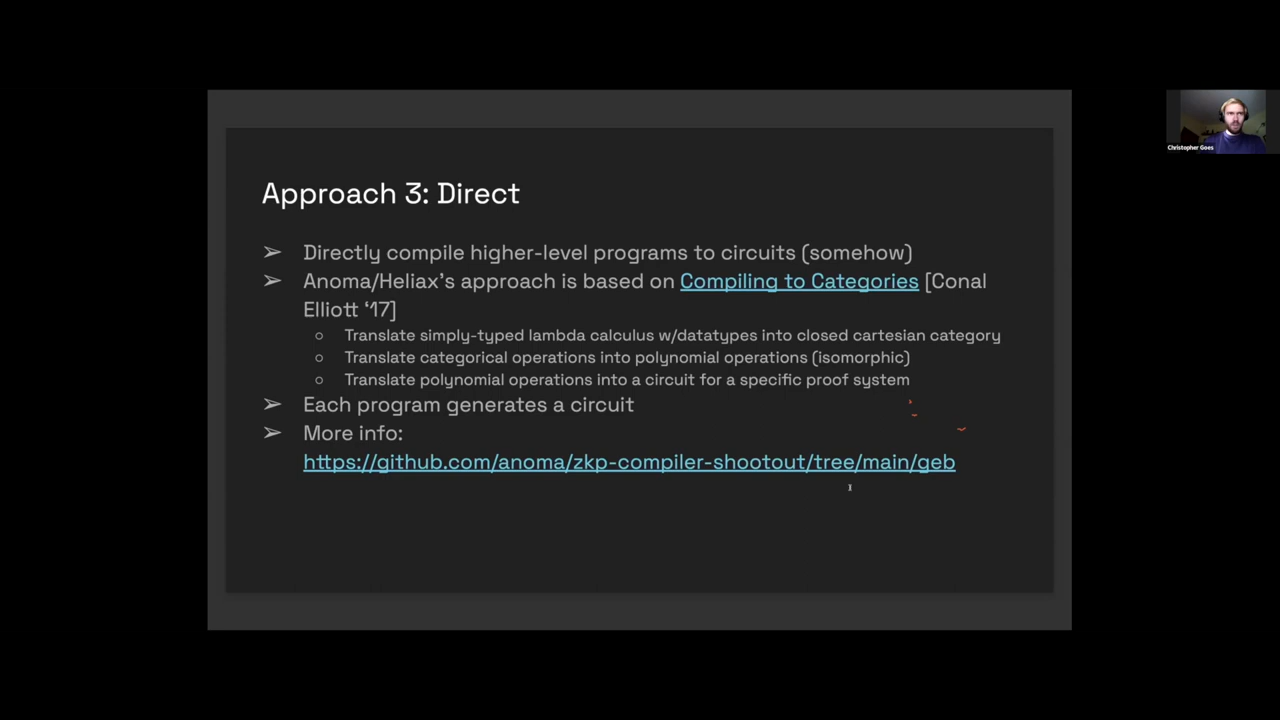 Approach 3: Direct
➢ Directly compile higher-level programs to circuits (somehow)
➢ Anoma/Heliax's approach is based on Compiling to Categories [Conal
Elliott ‘17]
○ Translate simply-typed lambda calculus w/datatypes into closed cartesian category
○ Translate categorical operations into polynomial operations (isomorphic)
○ Translate polynomial operations into a circuit for a specific proof system
➢ Each program generates a circuit
➢ More info:
https://github.com/anoma/zkp-compiler-shootout/tree/main/geb
Christopher Goes